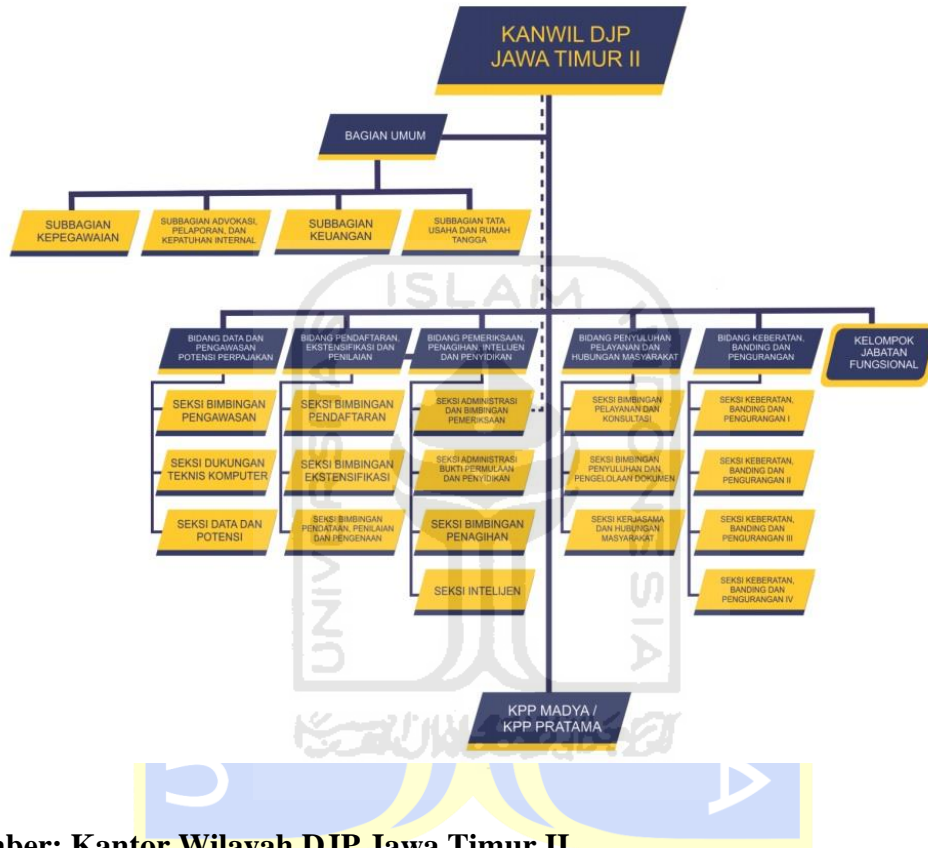 KANWIL DJP
JAWA TIMUR II
BAGIAN UMUM
SUBBAGIAN
KEPEGAWAIAN
SUBBAGIAN ADVOKASI,
PELAPORAN, DAN
KEPATUHAN INTERNAL
SUBBAGIAN
KEUANGAN
SUBBAGIAN TATA
USAHA DAN RUMAH
TANGGA
BIDANG DATA DAN
PENGAWASAN
POTENSI PERPAJAKAN
SEKSI BIMBINGAN
PENGAWASAN
SEKSI DUKUNGAN
TEKNIS KOMPUTER
SEKSI DATA DAN
POTENSI
BIDANG PENDAFTARAN,
EKSTENSIFIKASI DAN
PENILAIAN
SEKSI BIMBINGAN
PENDAFTARAN
SEKSI BIMBINGAN
EKSTENSIFIKASI
SEKSI BIMBINGAN
PENDATAAN, PENILAIAN
DAN PENGENAAN
BIDANG PEMERIKSAAN,
PENAGIHAN, INTELIJEN
DAN PENYIDIKAN
SEKSI ADMINISTRASI
DAN BIMBINGAN
PEMERIKSAAN
SEKSI ADMINISTRASI
BUKTI PERMULAAN
DAN PENYIDIKAN
SEKSI BIMBINGAN
PENAGIHAN
SEKSI INTELIJEN
BIDANG PENYULUHAN
PELAYANAN DAN
HUBUNGAN MASYARAKAT
SEKSI BIMBINGAN
PELAYANAN DAN
KONSULTASI
SEKSI BIMBINGAN
PENYULUHAN DAN
PENGELOLAAN DOKUMEN
SEKSI KERJASAMA
DAN HUBUNGAN
MASYARAKAT
BIDANG KEBERATAN,
BANDING DAN
PENGURANGAN
SEKSI KEBERATAN,
BANDING DAN
PENGURANGAN I
SEKSI KEBERATAN,
BANDING DAN
PENGURANGAN II
SEKSI KEBERATAN,
BANDING DAN
PENGURANGAN III
SEKSI KEBERATAN,
BANDING DAN
PENGURANGAN IV
KELOMPOK
JABATAN
FUNGSIONAL
KPP MADYA /
KPP PRATAMA
UNIVERSITAS
ISLAM
INDONESIA
mber: Kantor Wilayah DJP Jawa Timur II